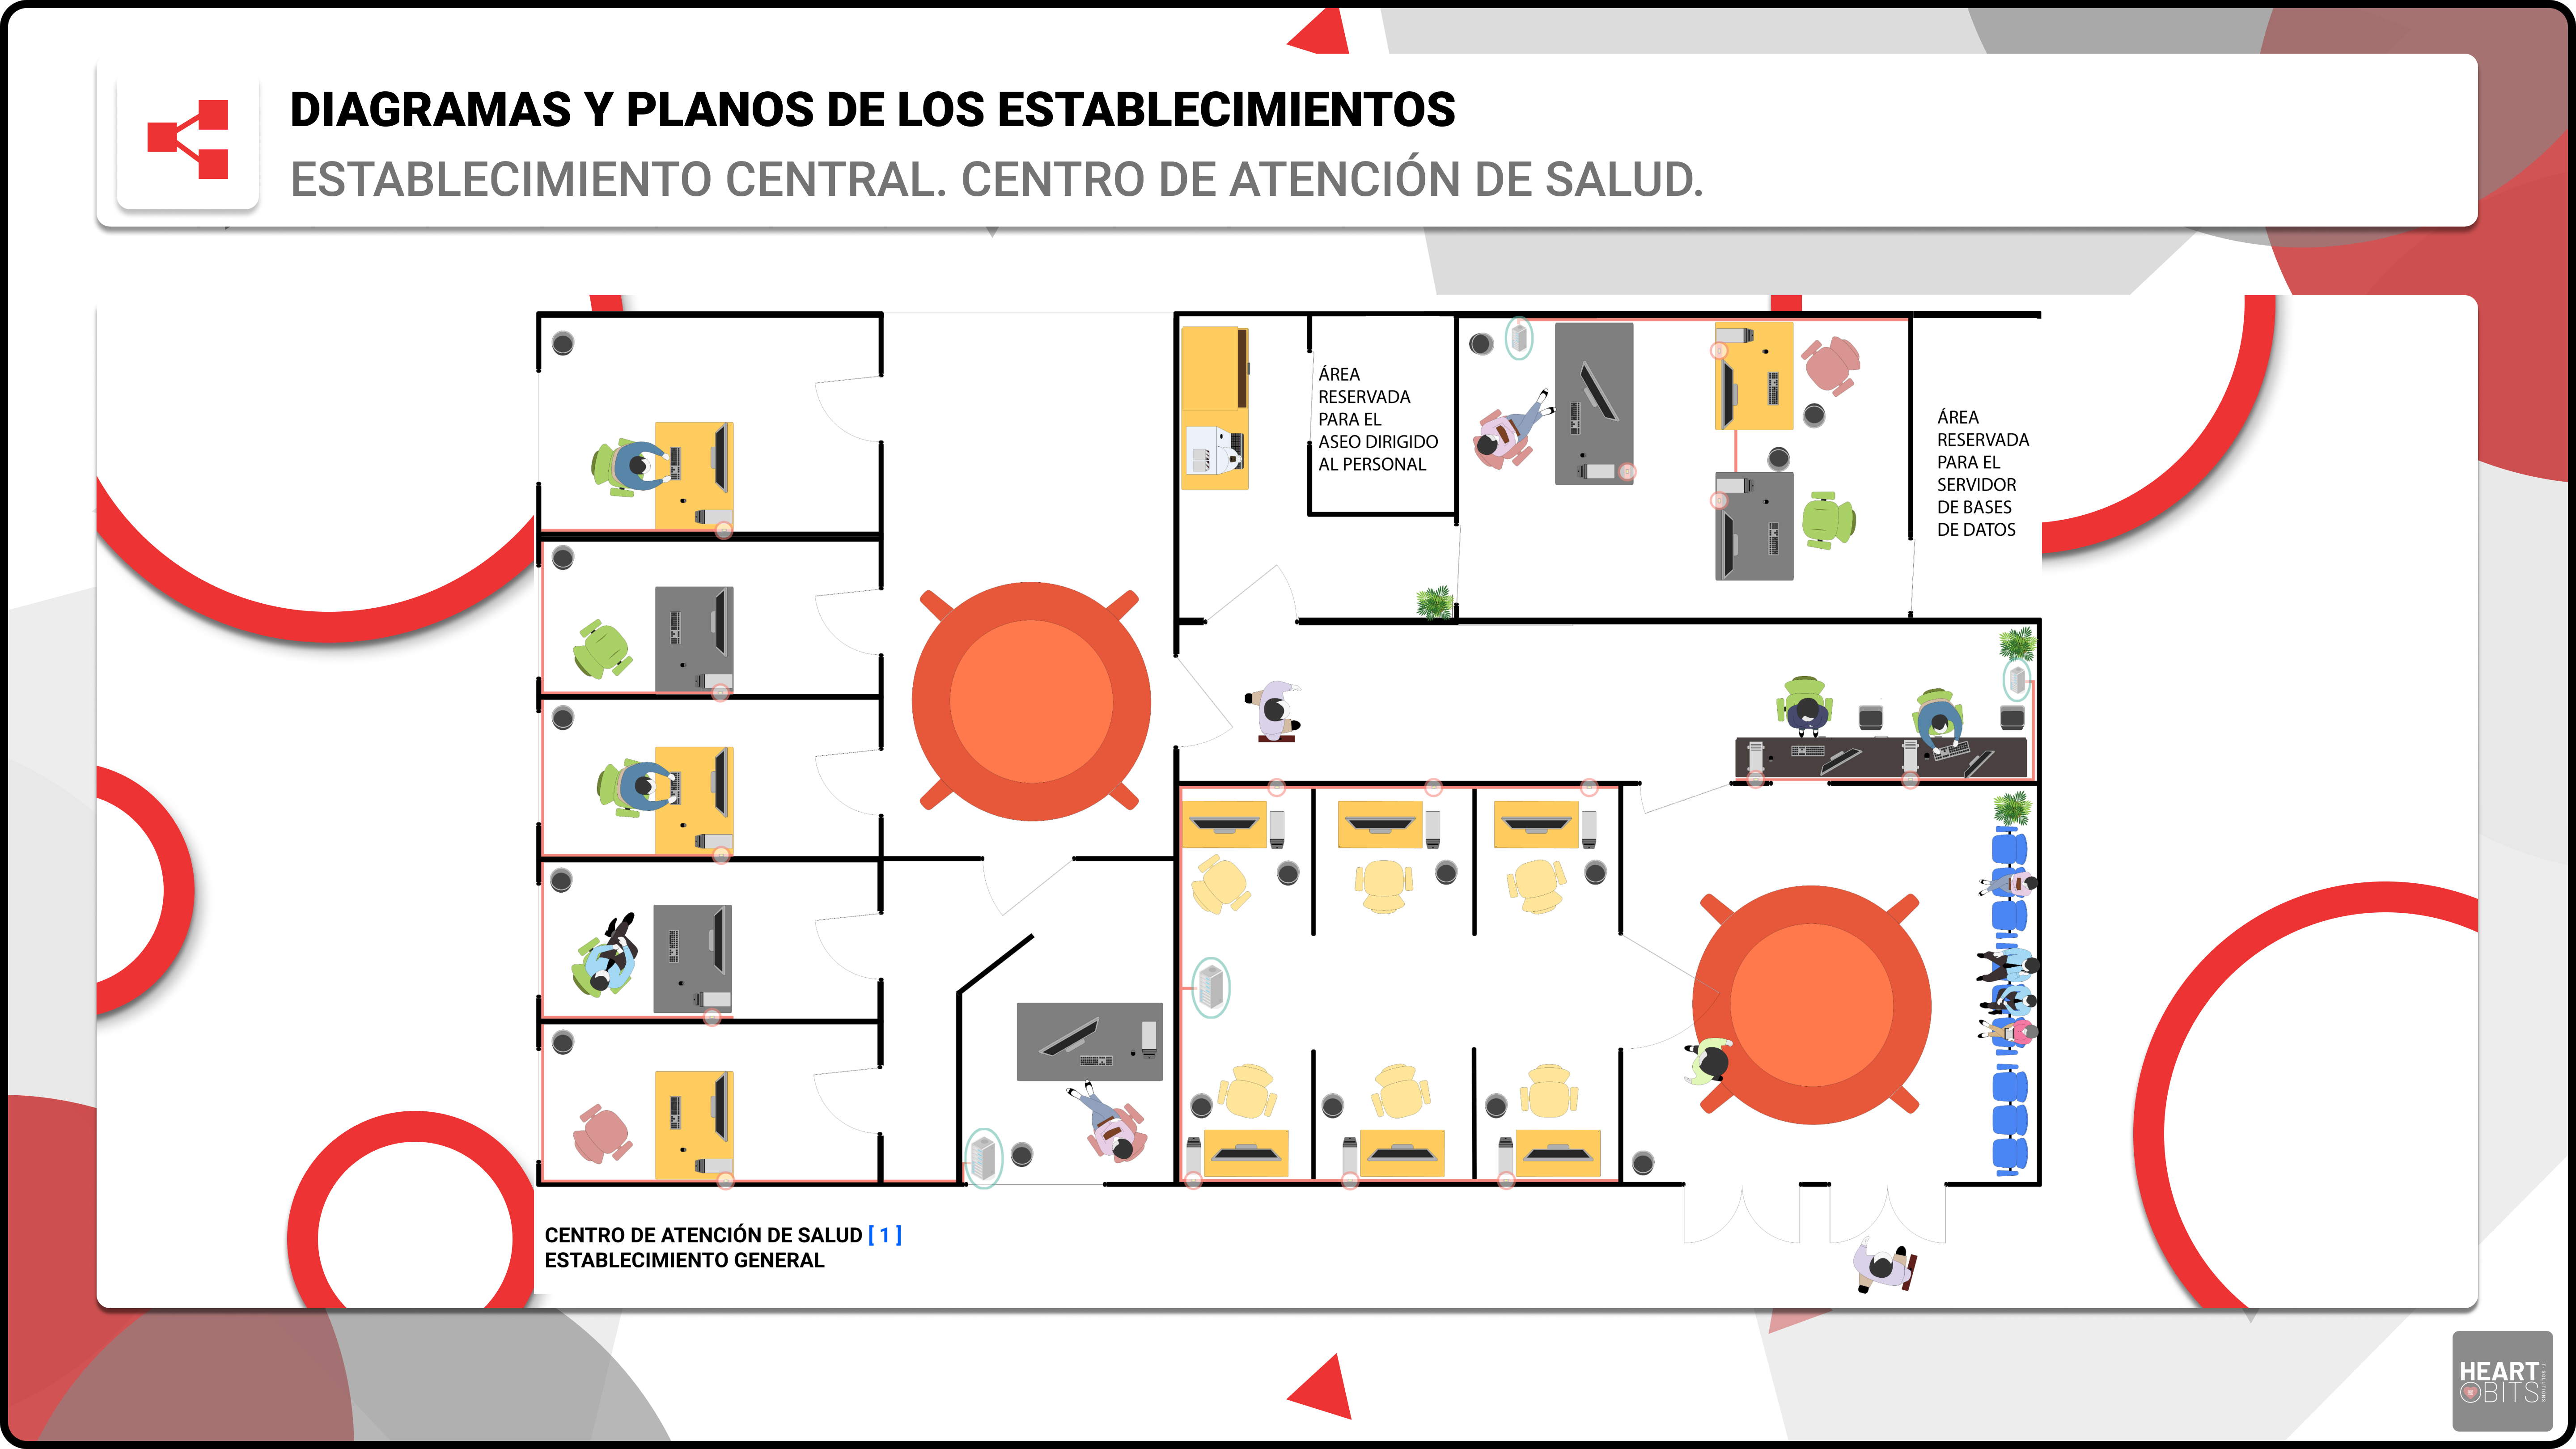 DIAGRAMAS Y PLANOS DE LOS ESTABLECIMIENTOS
ESTABLECIMIENTO CENTRAL. CENTRO DE ATENCIÓN DE SALUD.
ÁREA
RESERVADA
PARA EL
ASEO DIRIGIDO
AL PERSONAL
ÁREA
RESERVADA
PARA EL
SERVIDOR
DE BASES
DE DATOS
CENTRO DE ATENCIÓN DE SALUD [ 1 ]
ESTABLECIMIENTO GENERAL
HEART
BITS
IT SOLUTIONS